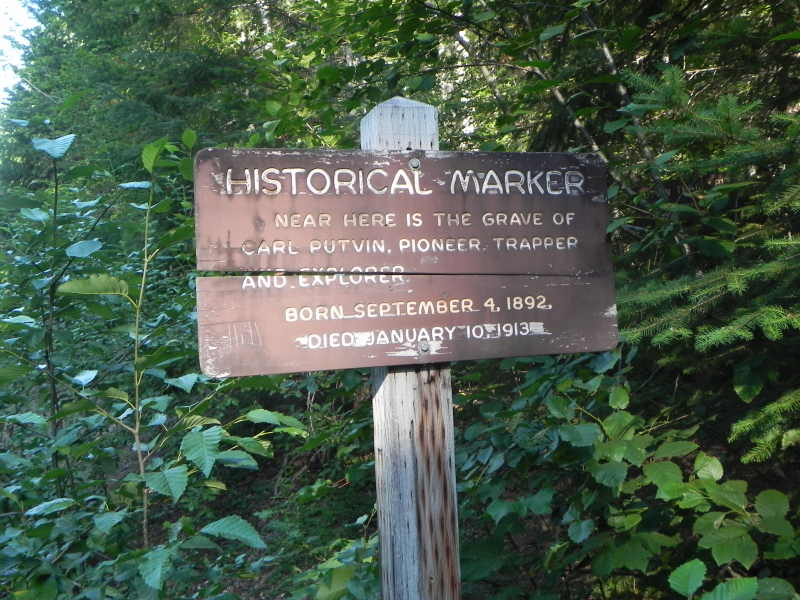 HISTORICAL MARKER
NEAR HERE IS THE GRAVE OF
CARL PUTVIN, PIONEER, TRAPPER
AND EXPLORER.
BORN SEPTEMBER 4, 1892,
DIED JANUARY 10, 1913